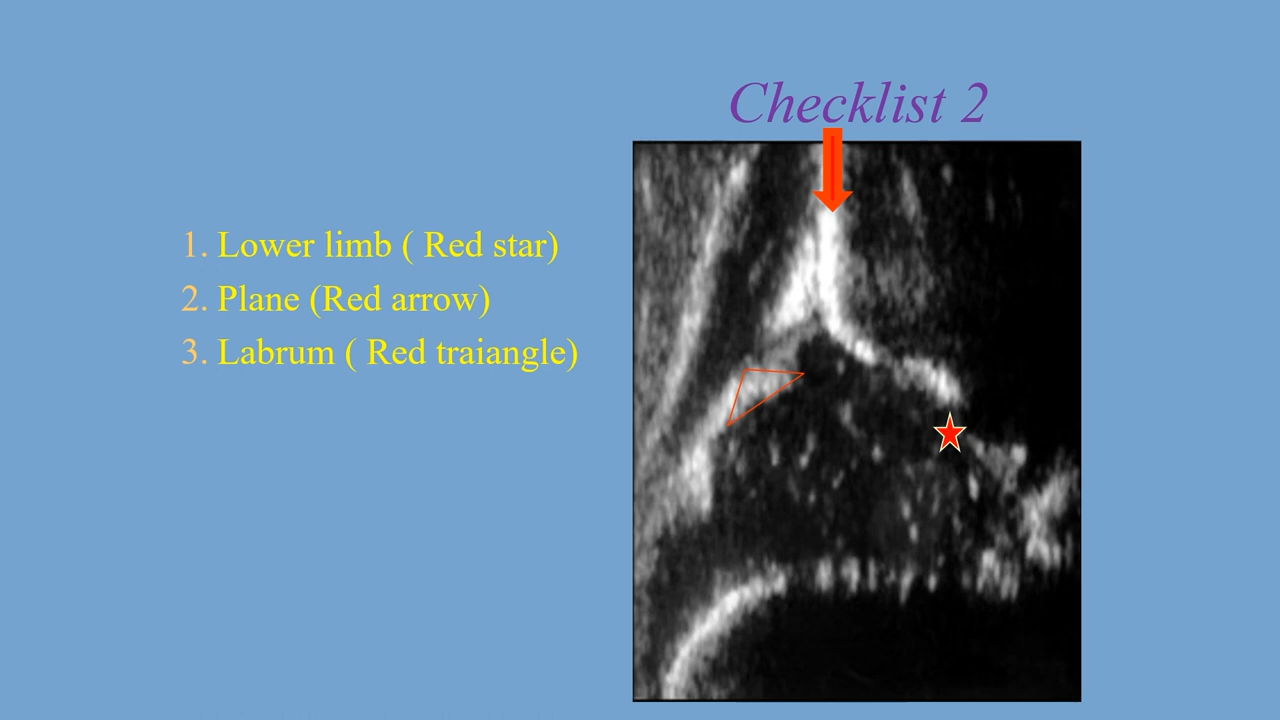 Checklist 2
1. Lower limb ( Red star)
2. Plane (Red arrow)
3. Labrum ( Red traiangle)